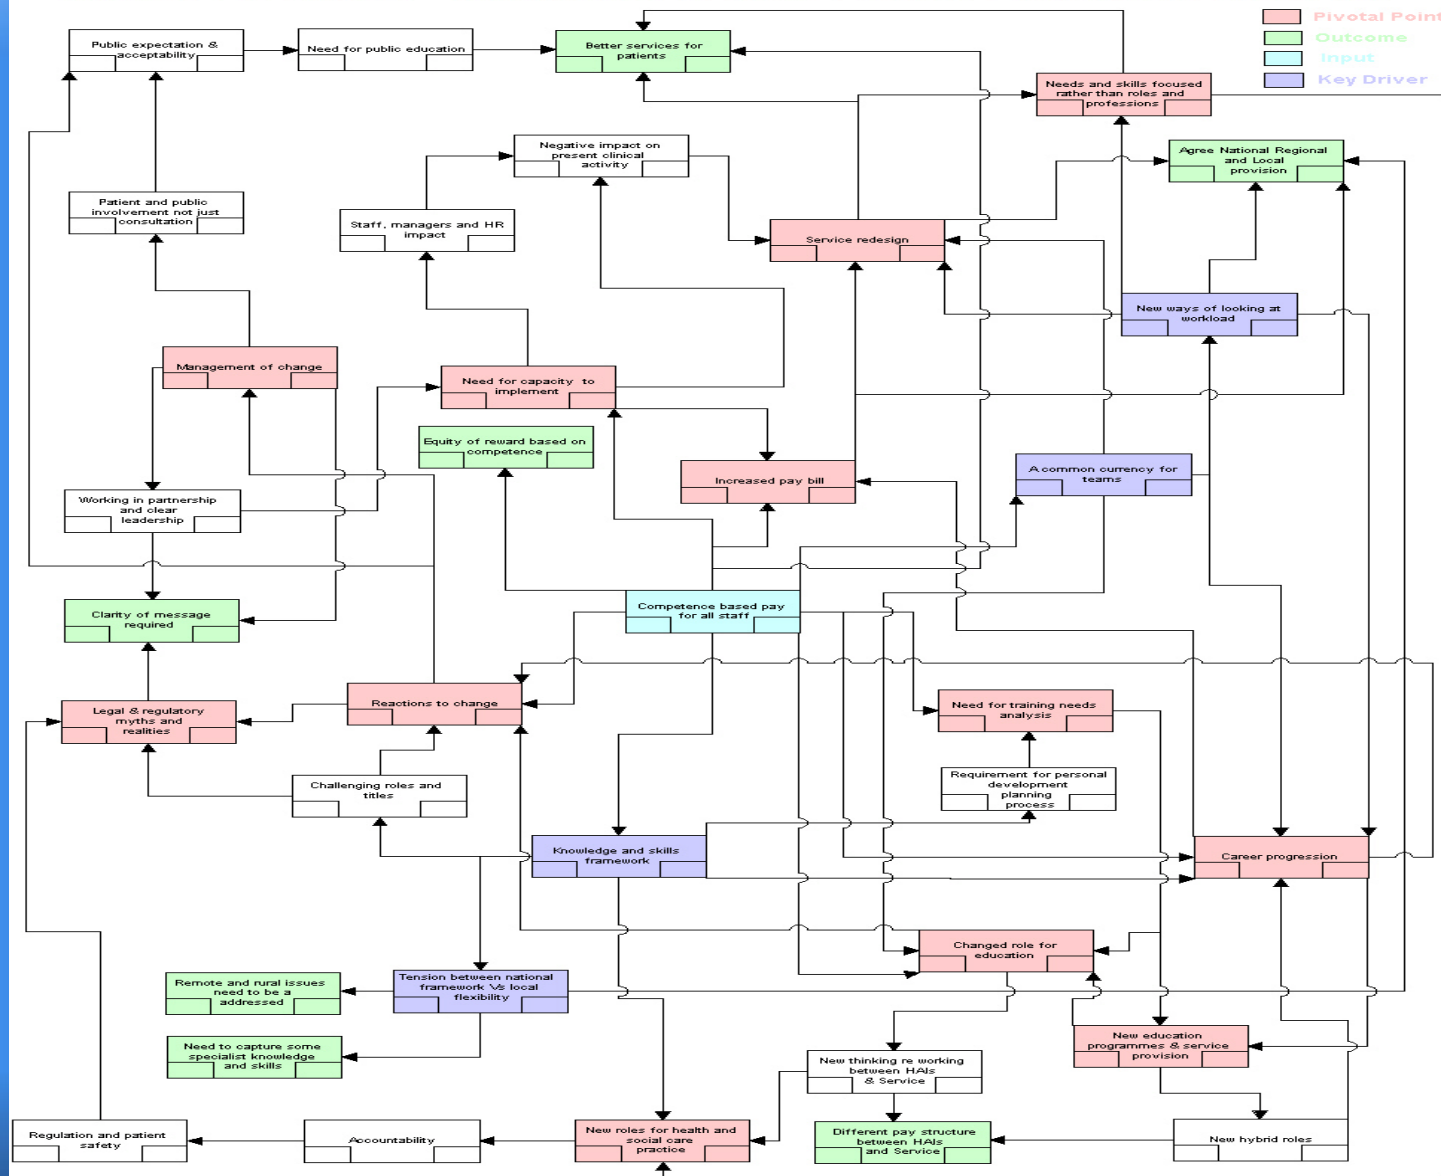 Pivotal Point
Outcome
Input
Key Driver
Public expectation &
acceptability
Need for public education
Better services for
patients
Needs and skills focused
rather than roles and
professions
Negative impact on
present clinical
activity
Agree National Regional
and Local
provision
Patient and public
involvement not just
consultation
Staff, managers and HR
impact
Service redesign
New ways of looking at
workload
Management of change
Need for capacity to
implement
Equity of reward based on
competence
Increased pay bill
A common currency for
teams
Working in partnership
and clear
leadership
Clarity of message
required
Competence based pay
for all staff
Legal & regulatory
myths and
realities
Reactions to change
Need for training needs
analysis
Challenging roles and
titles
Requirement for personal
development
planning
process
Knowledge and skills
framework
Career progression
Changed role for
education
Remote and rural issues
need to be a
addressed
Tension between national
framework Vs local
flexibility
Need to capture some
specialist knowledge
and skills
New thinking re working
between HAIs
& Service
New education
programmes & service
provision
Regulation and patient
safety
Accountability
New roles for health and
social care
practice
Different pay structure
between HAIs
and Service
New hybrid roles